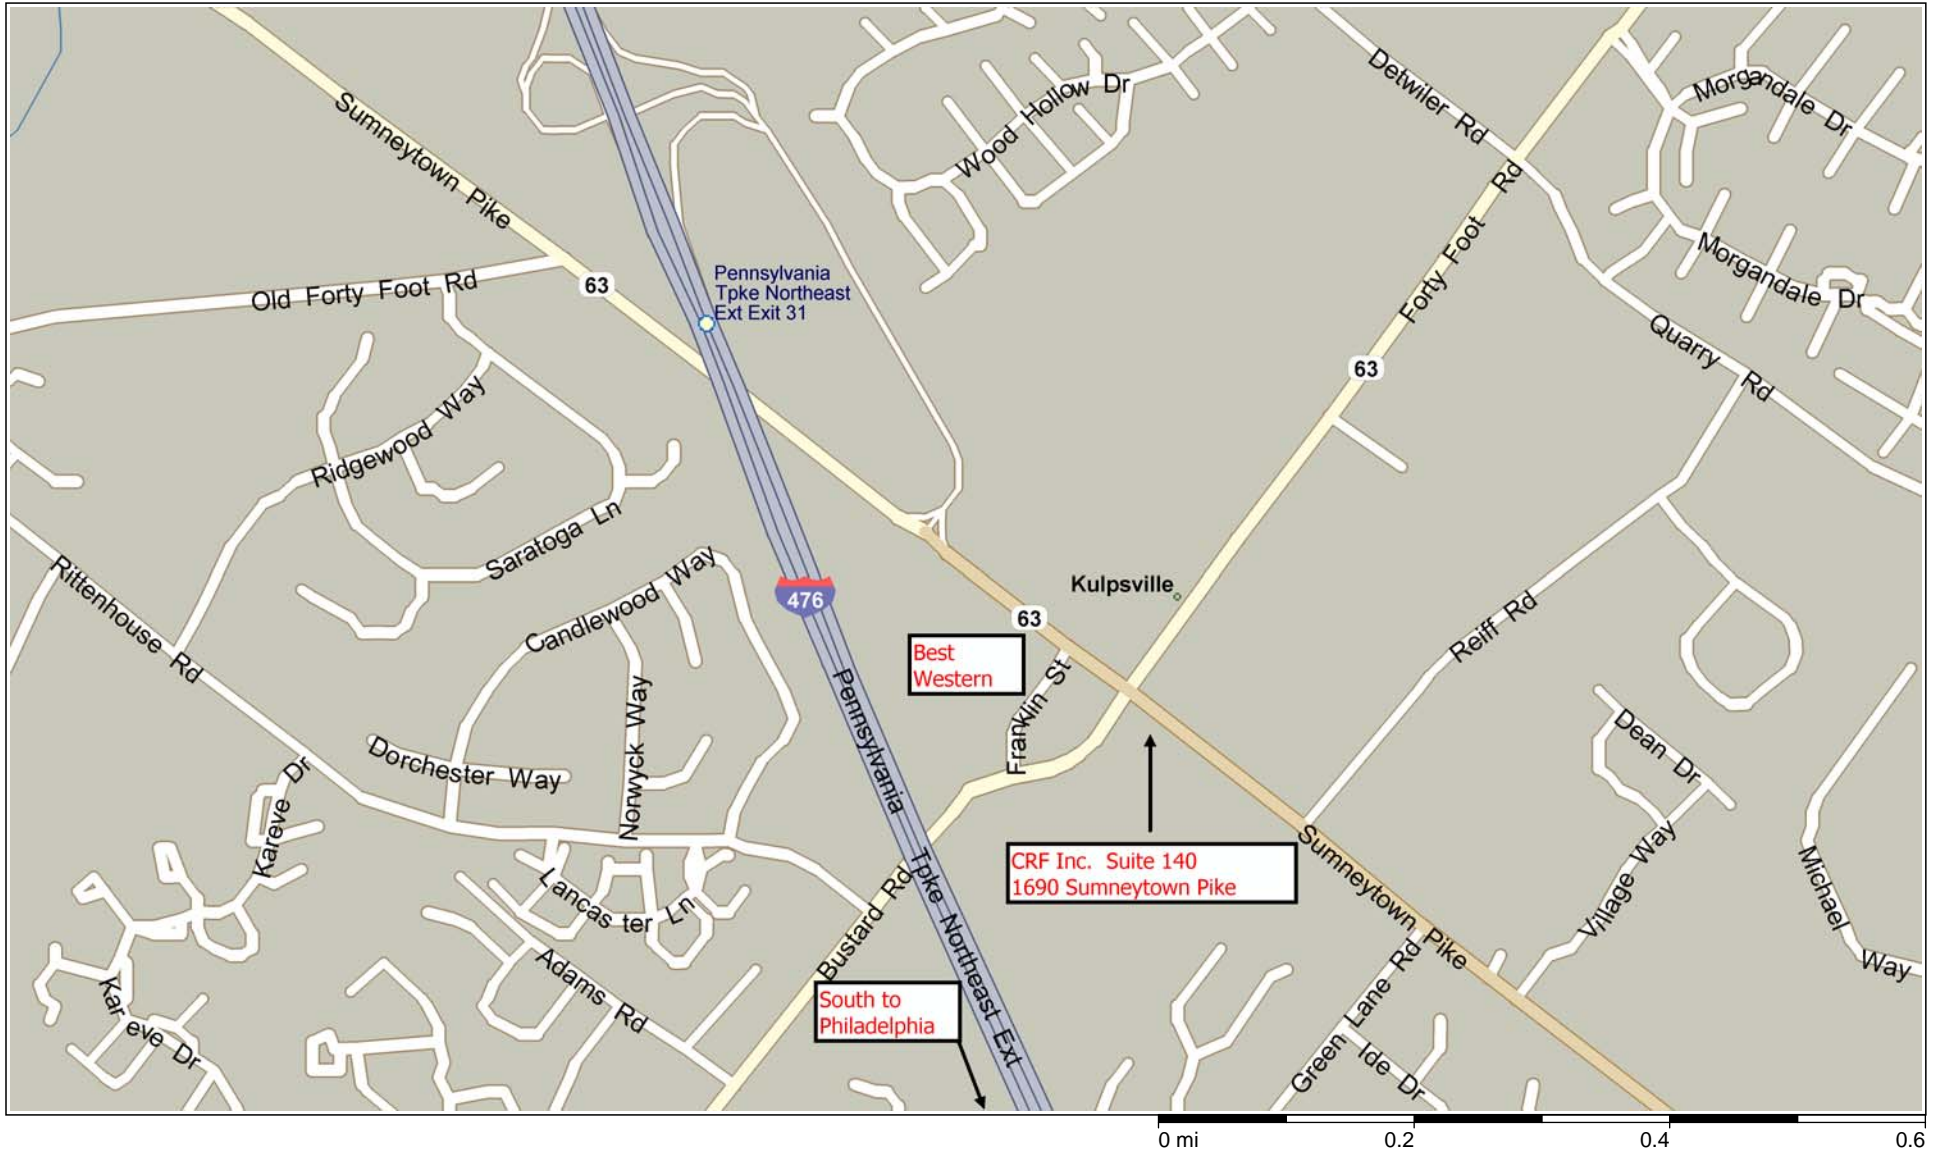 Sumneytown Pike
Detwiler Rd
Morgandale Dr
Wood Hollow Dr
Old Forty Foot Rd
63
Pennsylvania
Tpke Northeast
Ext Exit 31
Forty Foot Rd
Morgandale Dr
Quarry Rd
63
Ridgewood Way
Saratoga Ln
Rittenhouse Rd
Candlewood Way
476
Kulpsville
63
Best
Western
Franklin St
Reiff Rd
Norwyck Way
Pennsylvania Tpke Northeast Ext
Dorchester Way
Dean Dr
Kareve Dr
CRF Inc. Suite 140
1690 Sumneytown Pike
Sumneytown Pike
Village Way
Michael Way
Lancas ter Ln
Bustard Rd
Adams Rd
Kar eve Dr
South to
Philadelphia
Green Lane Rd
Ide Dr
0 mi 0.2 0.4 0.6